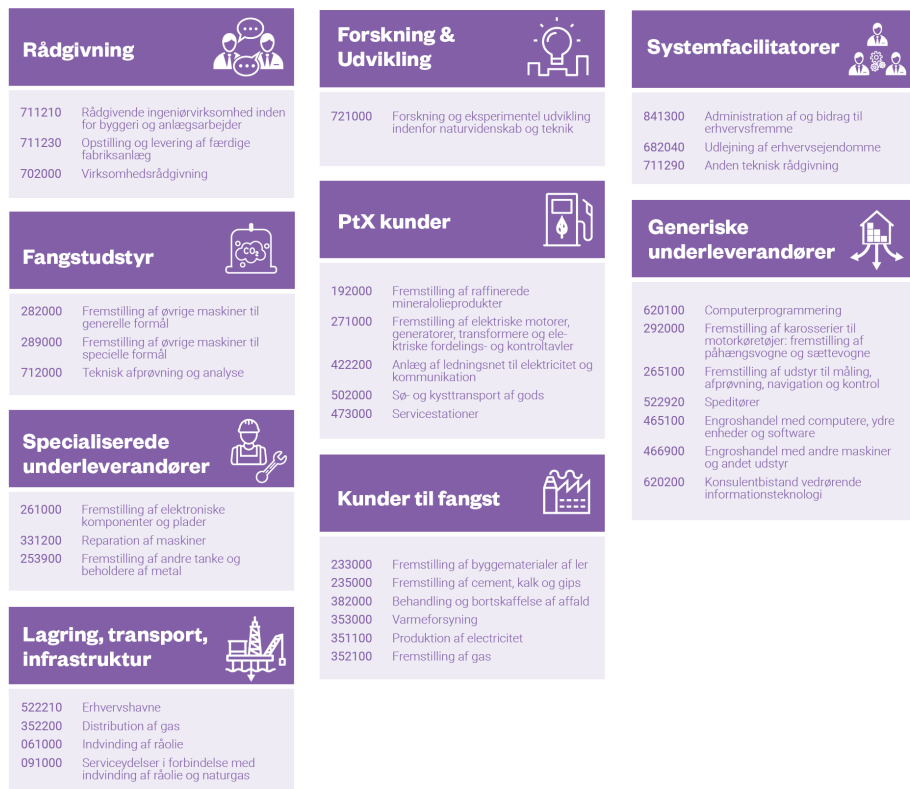 Rådgivning
711210 Rådgivende ingeniørvirksomhed inden
for byggeri og anlægsarbejder
711230 Opstilling og levering af færdige
fabriksanlæg
702000 Virksomhedsrådgivning
Fangstudstyr
CO2
282000 Fremstilling af øvrige maskiner til
generelle formål
289000 Fremstilling af øvrige maskiner til
specielle formål
712000 Teknisk afprøvning og analyse
Specialiserede
underleverandører
261000 Fremstilling af elektroniske
komponenter og plader
331200 Reparation af maskiner
253900 Fremstilling af andre tanke og
beholdere af metal
Lagring, transport,
infrastruktur
522210 Erhvervshavne
352200 Distribution af gas
061000 Indvinding af råolie
091000 Serviceydelser i forbindelse med
indvinding af råolie og naturgas
Forskning &
Udvikling
721000 Forskning og eksperimentel udvikling
indenfor naturvidenskab og teknik
PtX kunder
192000 Fremstilling af raffinerede
mineralolieprodukter
271000 Fremstilling af elektriske motorer,
generatorer, transformere og ele-
ktriske fordelings- og kontroltavler
422200 Anlæg af ledningsnet til elektricitet og
kommunikation
502000 Sø- og kysttransport af gods
473000 Servicestationer
Kunder til fangst
233000 Fremstilling af byggematerialer af ler
235000 Fremstilling af cement, kalk og gips
382000 Behandling og bortskaffelse af affald
353000 Varmeforsyning
351100 Produktion af electricitet
352100 Fremstilling af gas
Systemfacilitatorer
841300 Administration af og bidrag til
erhvervsfremme
682040 Udlejning af erhvervsejendomme
711290 Anden teknisk rådgivning
Generiske
underleverandører
620100 Computerprogrammering
292000 Fremstilling af karosserier til
motorkøretøjer: fremstilling af
påhængsvogne og sættevogne
265100 Fremstilling af udstyr til måling,
afprøvning, navigation og kontrol
522920 Speditører
465100 Engroshandel med computere, ydre
enheder og software
466900 Engroshandel med andre maskiner
og andet udstyr
620200 Konsulentbistand vedrørende
informationsteknologi